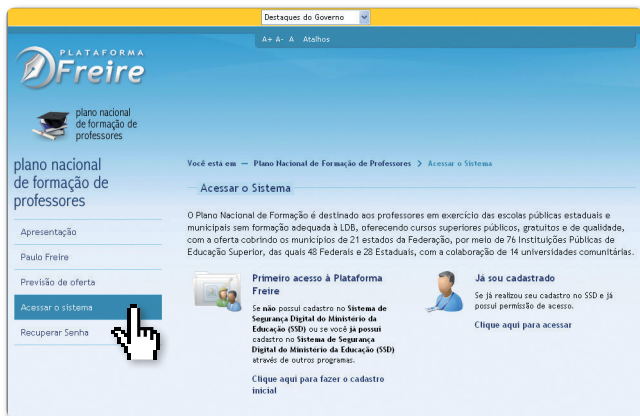 Destaques do Governo
A+ A- A Atalhos
PLATAFORMA
Freire
plano nacional
de formação de
professores
plano nacional
de formação de
professores
Apresentação
Paulo Freire
Previsão de oferta
Acessar o sistema
Recuperar Senha
Você está em — Plano Nacional de Formação de Professores > Acessar o Sistema
Acessar o Sistema
O Plano Nacional de Formação é destinado aos professores em exercício das escolas públicas estaduais e
municipais sem formação adequada à LDB, oferecendo cursos superiores públicos, gratuitos e de qualidade,
com a oferta cobrindo os municípios de 21 estados da Federação, por meio de 76 Instituições Públicas de
Educação Superior, das quais 48 Federais e 28 Estaduais, com a colaboração de 14 universidades comunitárias.
Primeiro acesso à Plataforma
Freire
Se não possui cadastro no Sistema de
Segurança Digital do Ministério da
Educação (SSD) ou se você já possui
cadastro no Sistema de Segurança
Digital do Ministério da Educação (SSD)
através de outros programas.
Clique aqui para fazer o cadastro
inicial
Já sou cadastrado
Se já realizou seu cadastro no SSD e já
possui permissão de acesso.
Clique aqui para acessar